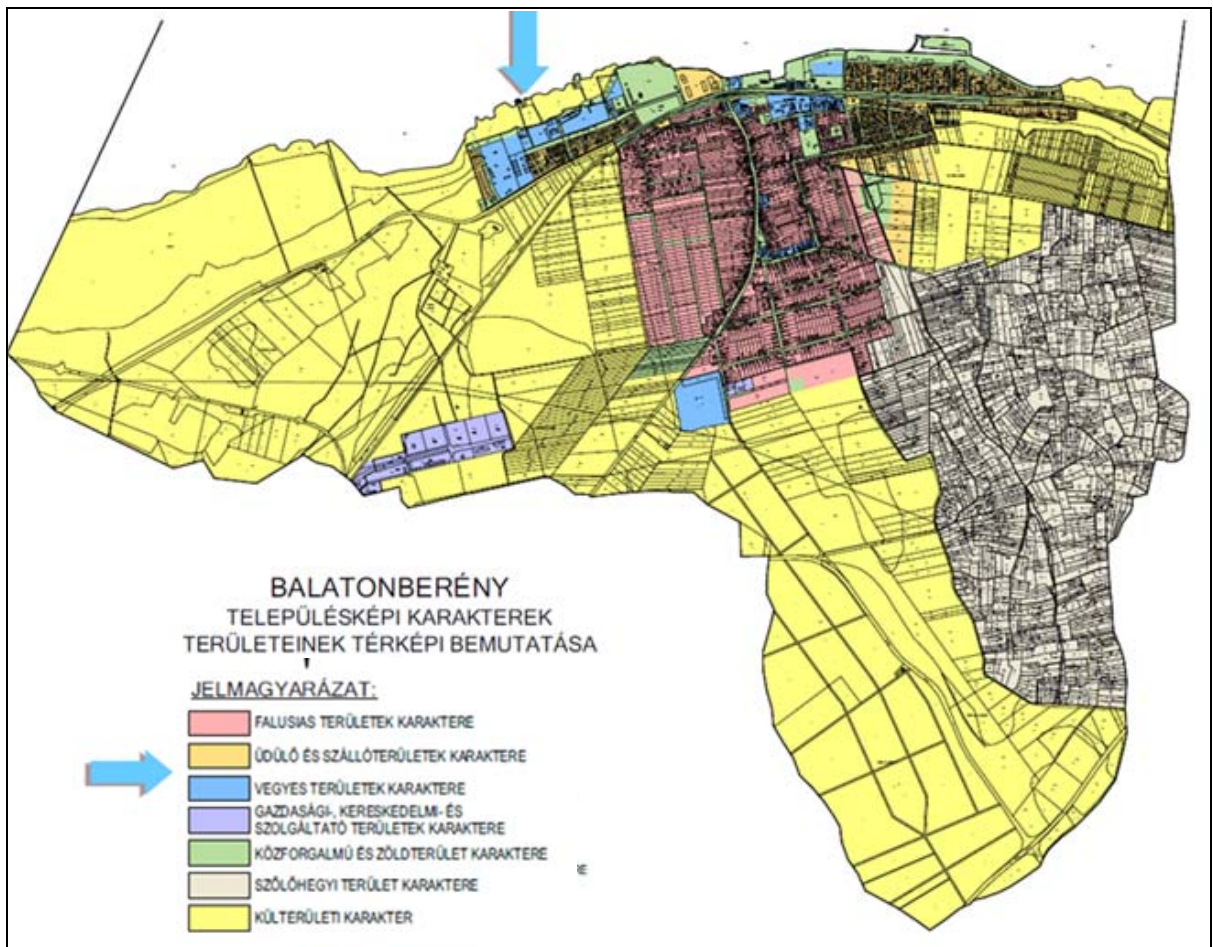 BALATONBERÉNY
TELEPÜLÉSKÉPI KARAKTEREK
TERÜLETEINEK TÉRKÉPI BEMUTATÁSA
JELMAGYARÁZAT:
FALUSIAS TERÜLETEK KARAKTERE
ÜDÜLŐ ÉS SZÁLLÓTERÜLETEK KARAKTERE
VEGYES TERÜLETEK KARAKTERE
GAZDASÁGI-, KERESKEDELMI- ÉS
SZOLGÁLTATÓ TERÜLETEK KARAKTERE
KÖZFORGALMÚ ÉS ZÖLDTERÜLET KARAKTERE
SZŐLŐHEGYI TERÜLET KARAKTERE
KÜLTERÜLETI KARAKTER